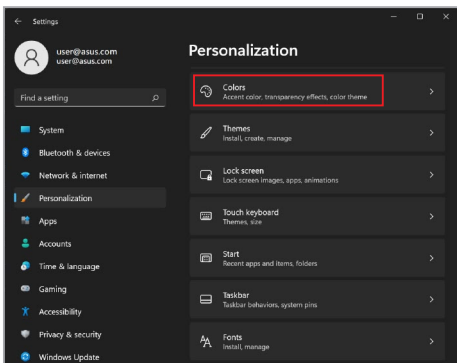 Settings
user@asus.com
user@asus.com
Find a setting
System
Bluetooth & devices
Network & internet
Personalization
Apps
Accounts
Time & language
Gaming
Accessibility
Privacy & security
Windows Update
Personalization
Colors
Accent color, transparency effects, color theme
Themes
Install, create, manage
Lock screen
Lock screen images, apps, animations
Touch keyboard
Themes, size
Start
Recent apps and items, folders
Taskbar
Taskbar behaviors, system pins
Fonts
Install, manage